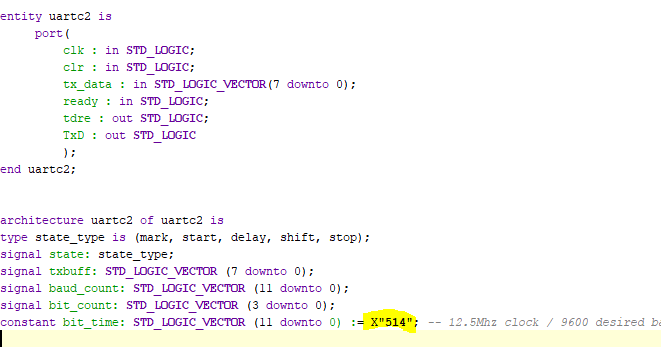 entity uartc2 is
port(
clk : in STD_LOGIC;
clr : in STD_LOGIC;
tx_data : in STD_LOGIC_VECTOR(7 downto 0);
ready : in STD_LOGIC;
tdre : out STD_LOGIC;
TxD : out STD_LOGIC
);
end uartc2;
architecture uartc2 of uartc2 is
type state_type is (mark, start, delay, shift, stop);
signal state: state_type;
signal txbuff: STD_LOGIC_VECTOR (7 downto 0);
signal baud_count: STD_LOGIC_VECTOR (11 downto 0);
signal bit_count: STD_LOGIC_VECTOR (3 downto 0);
constant bit_time: STD_LOGIC_VECTOR (11 downto 0) := X"514"; -- 12.5Mhz clock / 9600 desired ba